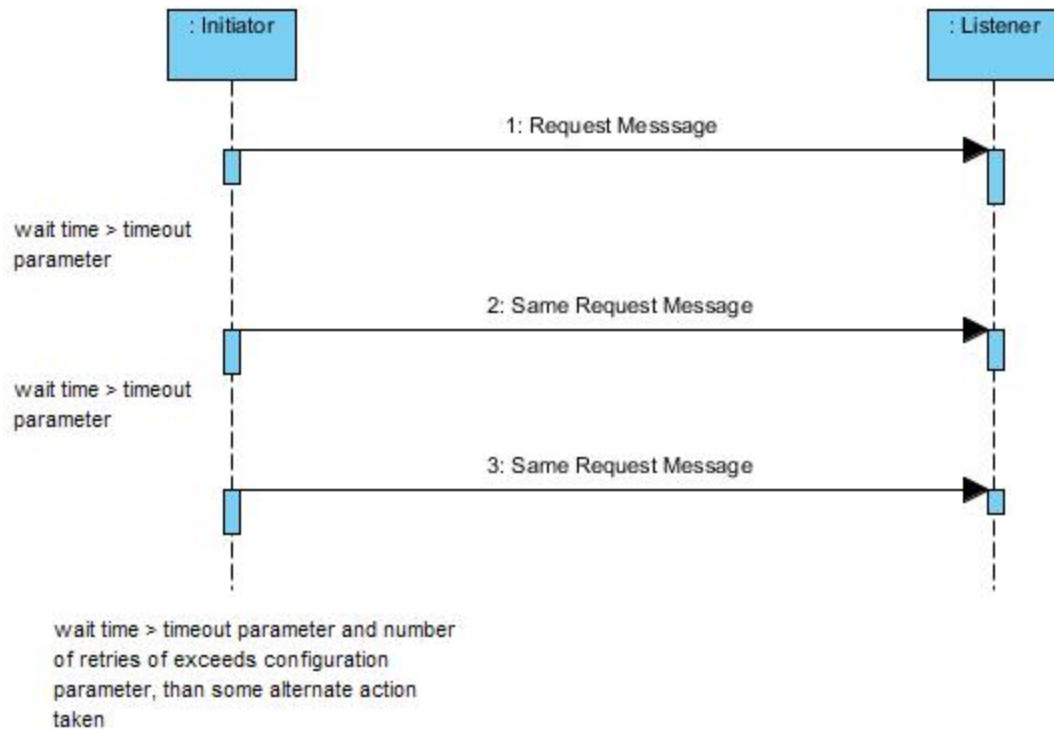 : Initiator
: Listener
1: Request Messsage
wait time > timeout
parameter
2: Same Request Message
wait time > timeout
parameter
3: Same Request Message
wait time > timeout parameter and number
of retries of exceeds configuration
parameter, than some alternate action
taken